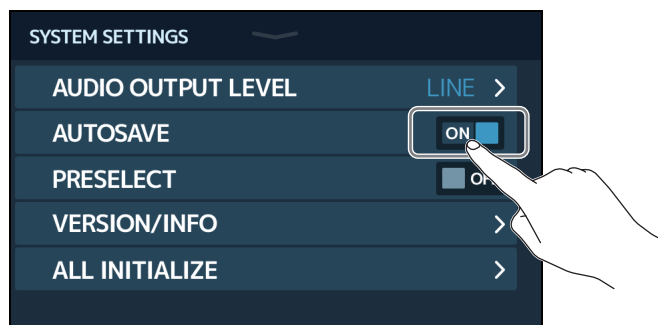 SYSTEM SETTINGS
AUDIO OUTPUT LEVEL LINE >
AUTOSAVE ON
PRESELECT
VERSION/INFO >
ALL INITIALIZE >